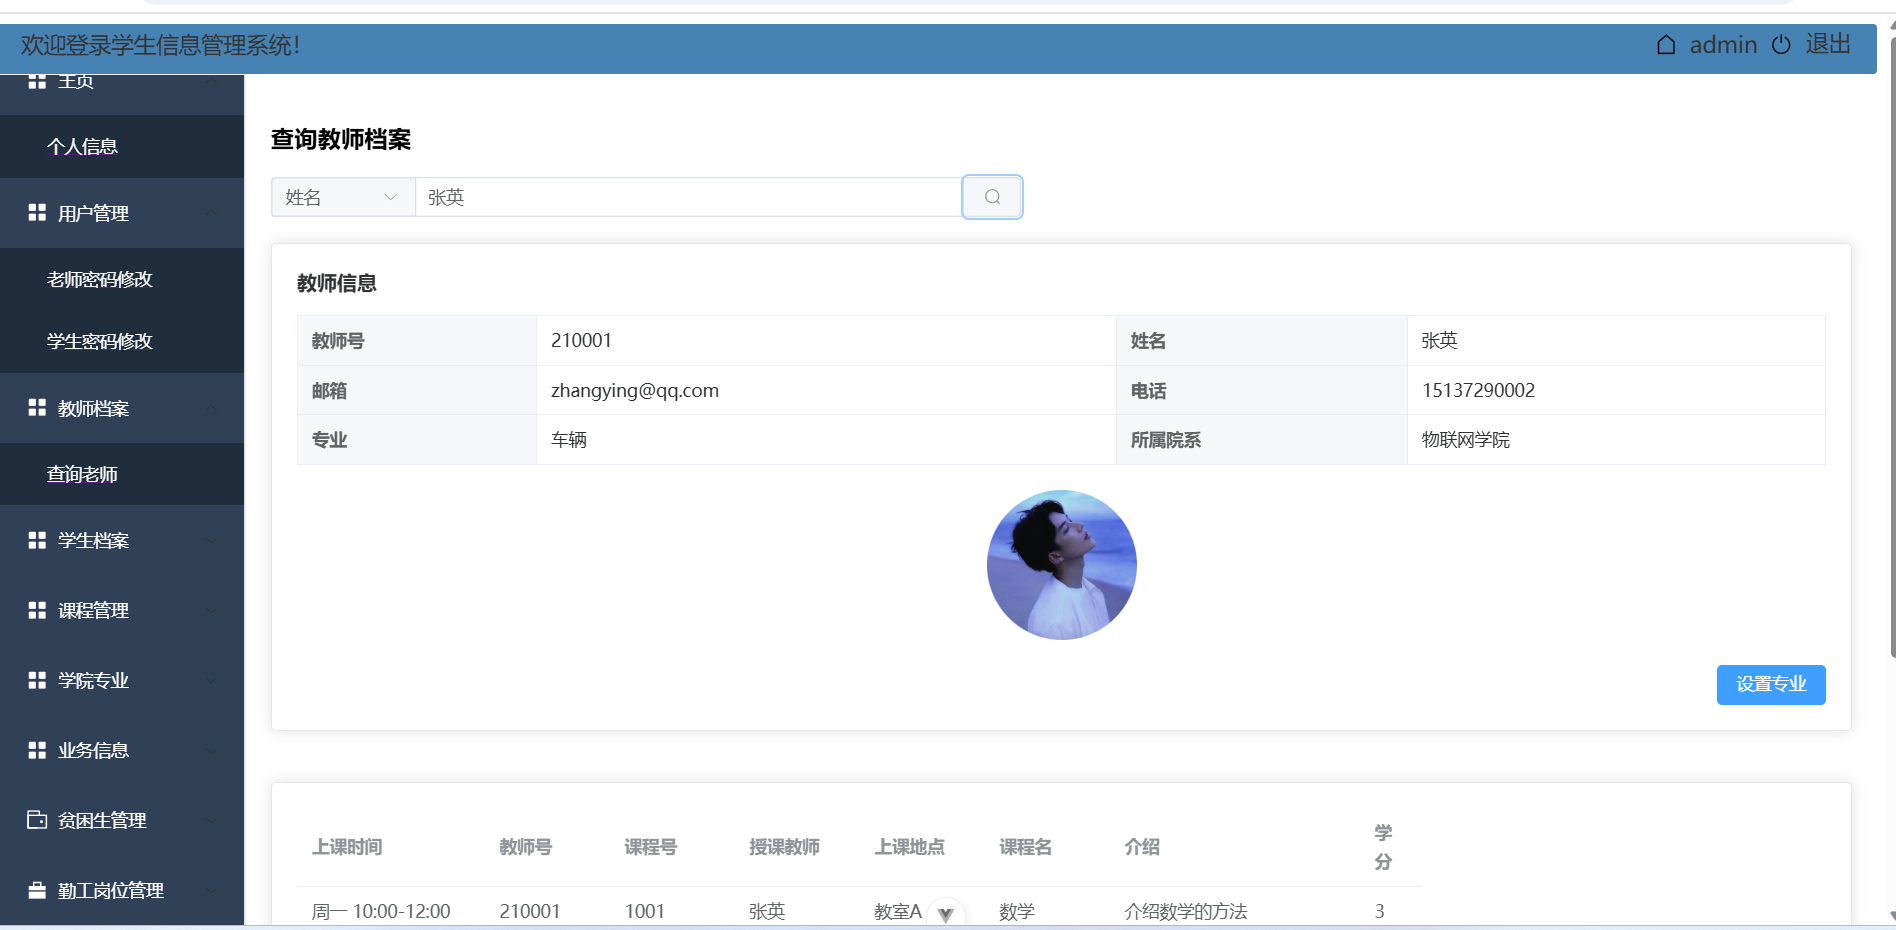 欢迎登录学生信息管理系统!
admin 退出
主页
个人信息
用户管理
老师密码修改
学生密码修改
教师档案
查询老师
学生档案
课程管理
学院专业
业务信息
贫困生管理
勤工岗位管理
查询教师档案
姓名 张英
教师信息
教师号 210001 姓名 张英
邮箱 zhangying@qq.com 电话 15137290002
专业 车辆 所属院系 物联网学院
设置专业
上课时间 教师号 课程号 授课教师 上课地点 课程名 介绍 学分
周一 10:00-12:00 210001 1001 张英 教室A 数学 介绍数学的方法 3